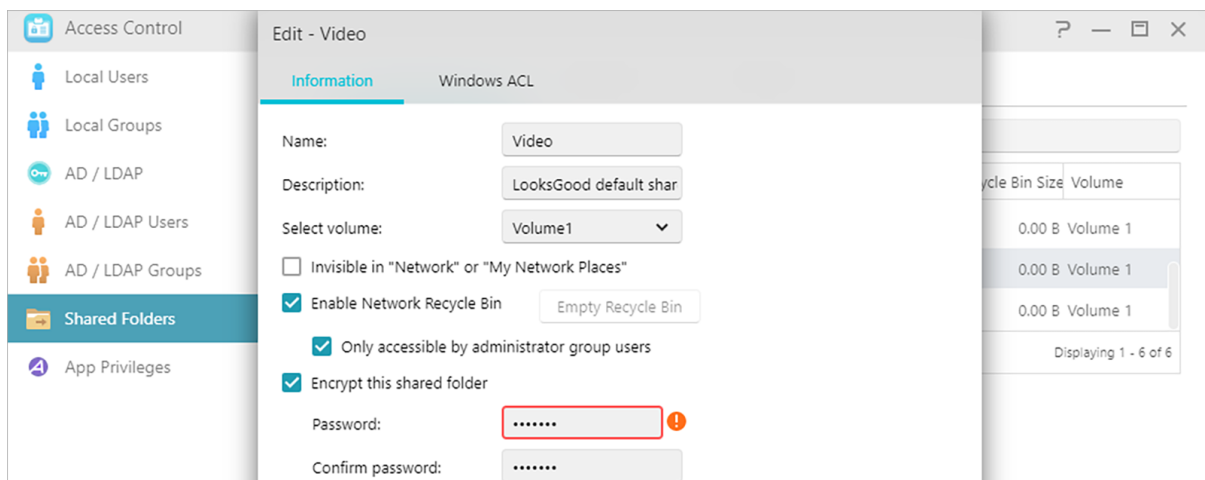 Access Control
Local Users
Local Groups
AD / LDAP
AD / LDAP Users
AD / LDAP Groups
Shared Folders
App Privileges
Edit - Video
Information
Windows ACL
Name:
Video
Description:
LooksGood default shar
Select volume:
Volume1
Invisible in "Network" or "My Network Places"
Enable Network Recycle Bin
Empty Recycle Bin
Only accessible by administrator group users
Encrypt this shared folder
Password:
•••••••
Confirm password:
•••••••
ycle Bin Size Volume
0.00 B Volume 1
0.00 B Volume 1
0.00 B Volume 1
Displaying 1 - 6 of 6